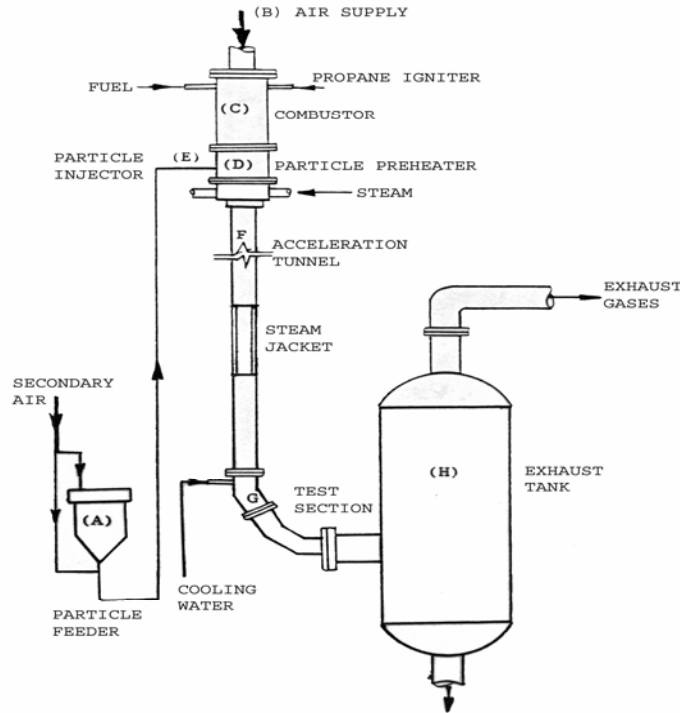 (B) AIR SUPPLY
FUEL
PROPANE IGNITER
(C)
COMBUSTOR
PARTICLE
INJECTOR
(E)
(D)
PARTICLE PREHEATER
STEAM
F
ACCELERATION
TUNNEL
EXHAUST
GASES
STEAM
JACKET
SECONDARY
AIR
(A)
PARTICLE
FEEDER
G
TEST
SECTION
COOLING
WATER
(H)
EXHAUST
TANK